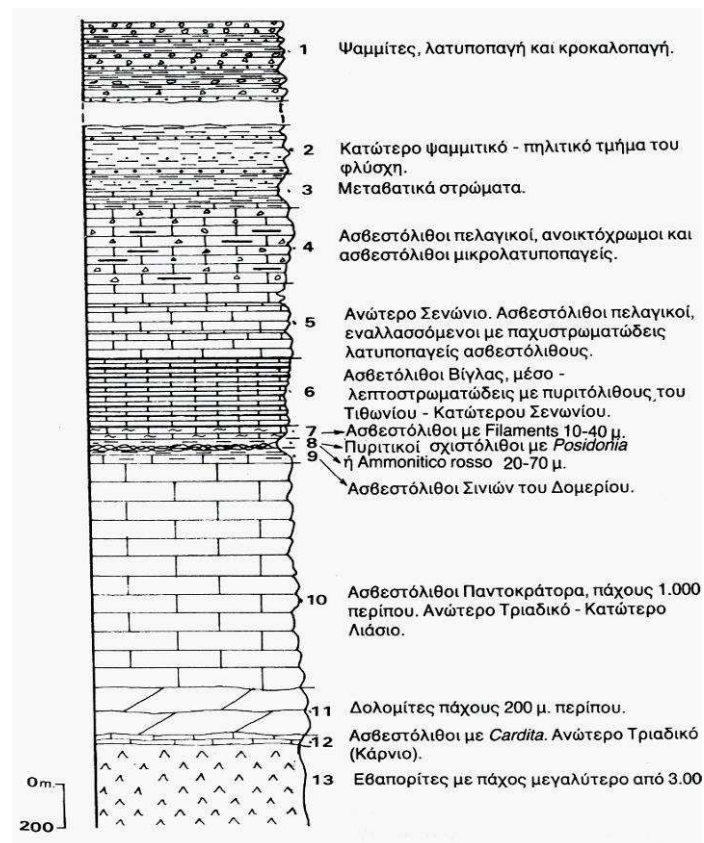 1 Ψαμμίτες, λατυποπαγή και κροκαλοπαγή.
2 Κατώτερο ψαμμιτικό - πηλιτικό τμήμα του
φλύσχη.
3 Μεταβατικά στρώματα.
4 Ασβεστόλιθοι πελαγικοί, ανοικτόχρωμοι και
ασβεστόλιθοι μικρολατυποπαγείς.
5 Ανώτερο Σενώνιο. Ασβεστόλιθοι πελαγικοί,
εναλλασσόμενοι με παχυστρωματώδεις
λατυποπαγείς ασβεστόλιθους.
6 Ασβετόλιθοι Βίγλας, μέσο -
λεπτοστρωματώδεις με πυριτόλιθους του
Τιθωνίου - Κατώτερου Σενωνίου.
7 Ασβεστόλιθοι με Filaments 10-40 μ.
8 Πυριτικοί σχιστόλιθοι με Posidonia
ή Ammonitico rosso 20-70 μ.
9 Ασβεστόλιθοι Σινιών του Δομερίου.
10 Ασβεστόλιθοι Παντοκράτορα, πάχους 1.000
περίπου. Ανώτερο Τριαδικό - Κατώτερο
Λιάσιο.
11 Δολομίτες πάχους 200 μ. περίπου.
12 Ασβεστόλιθοι με Cardita. Ανώτερο Τριαδικό
(Κάρνιο).
13 Εβαπορίτες με πάχος μεγαλύτερο από 3.00
0m.
200